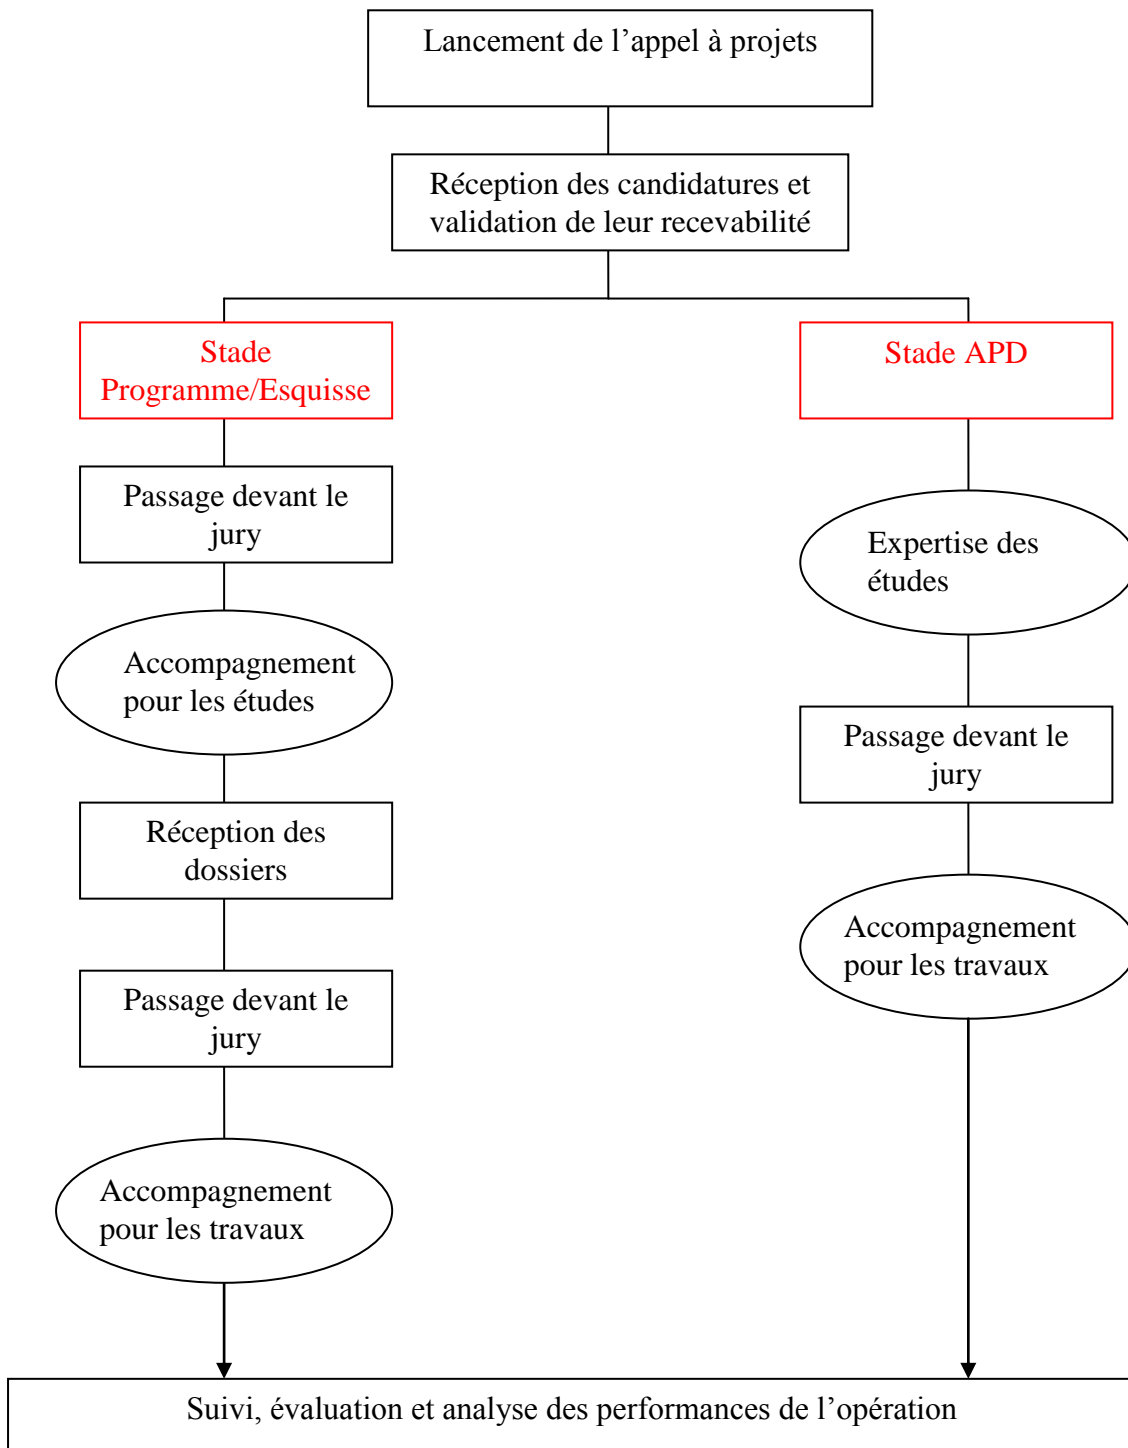 Lancement de l’appel à projets
Réception des candidatures et
validation de leur recevabilité
Stade
Programme/Esquisse
Passage devant le
jury
Accompagnement
pour les études
Réception des
dossiers
Passage devant le
jury
Accompagnement
pour les travaux
Stade APD
Expertise des
études
Passage devant le
jury
Accompagnement
pour les travaux
Suivi, évaluation et analyse des performances de l’opération